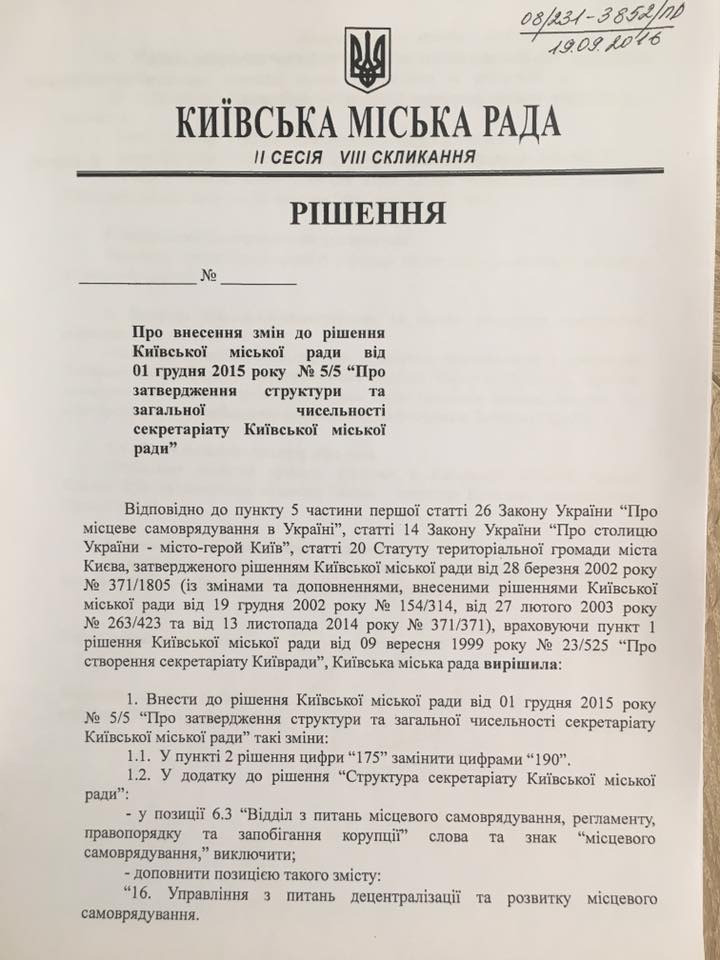 08/231-3852/ПР
19.09.2016
КИЇВСЬКА МІСЬКА РАДА
II СЕСІЯ VIII СКЛИКАННЯ
РІШЕННЯ
______________ № _________
Про внесення змін до рішення
Київської міської ради від
01 грудня 2015 року № 5/5 “Про
затвердження структури та
загальної чисельності
секретаріату Київської міської
ради”
Відповідно до пункту 5 частини першої статті 26 Закону України “Про
місцеве самоврядування в Україні”, статті 14 Закону України “Про столицю
України - місто-герой Київ”, статті 20 Статуту територіальної громади міста
Києва, затвердженого рішенням Київської міської ради від 28 березня 2002 року
№ 371/1805 (із змінами та доповненнями, внесеними рішеннями Київської
міської ради від 19 грудня 2002 року № 154/314, від 27 лютого 2003 року
№ 263/423 та від 13 листопада 2014 року № 371/371), враховуючи пункт 1
рішення Київської міської ради від 09 вересня 1999 року № 23/525 “Про
створення секретаріату Київради”, Київська міська рада вирішила:
1. Внести до рішення Київської міської ради від 01 грудня 2015 року
№ 5/5 “Про затвердження структури та загальної чисельності секретаріату
Київської міської ради” такі зміни:
1.1. У пункті 2 рішення цифри “175” замінити цифрами “190”.
1.2. У додатку до рішення “Структура секретаріату Київської міської
ради”:
- у позиції 6.3 “Відділ з питань місцевого самоврядування, регламенту,
правопорядку та запобігання корупції” слова та знак “місцевого
самоврядування,” виключити;
- доповнити позицією такого змісту:
“16. Управління з питань децентралізації та розвитку місцевого
самоврядування.